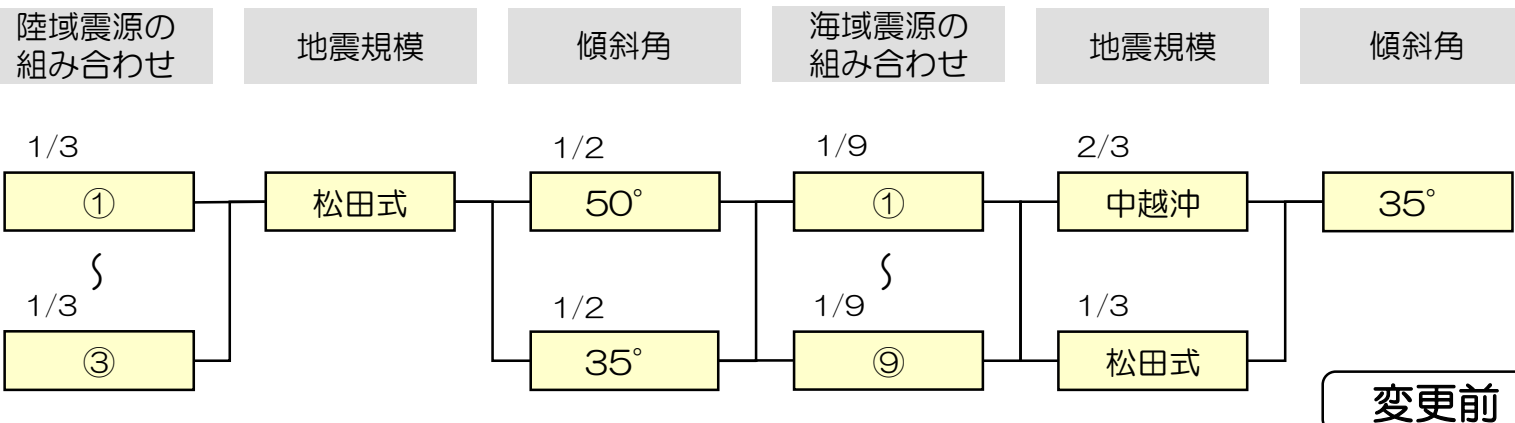 陸域震源の
組み合わせ
地震規模
傾斜角
海域震源の
組み合わせ
地震規模
傾斜角
1/3
1/2
1/9
2/3
①
松田式
50°
①
中越沖
35°
～
～
1/3
1/2
1/9
1/3
③
35°
⑨
松田式
変更前